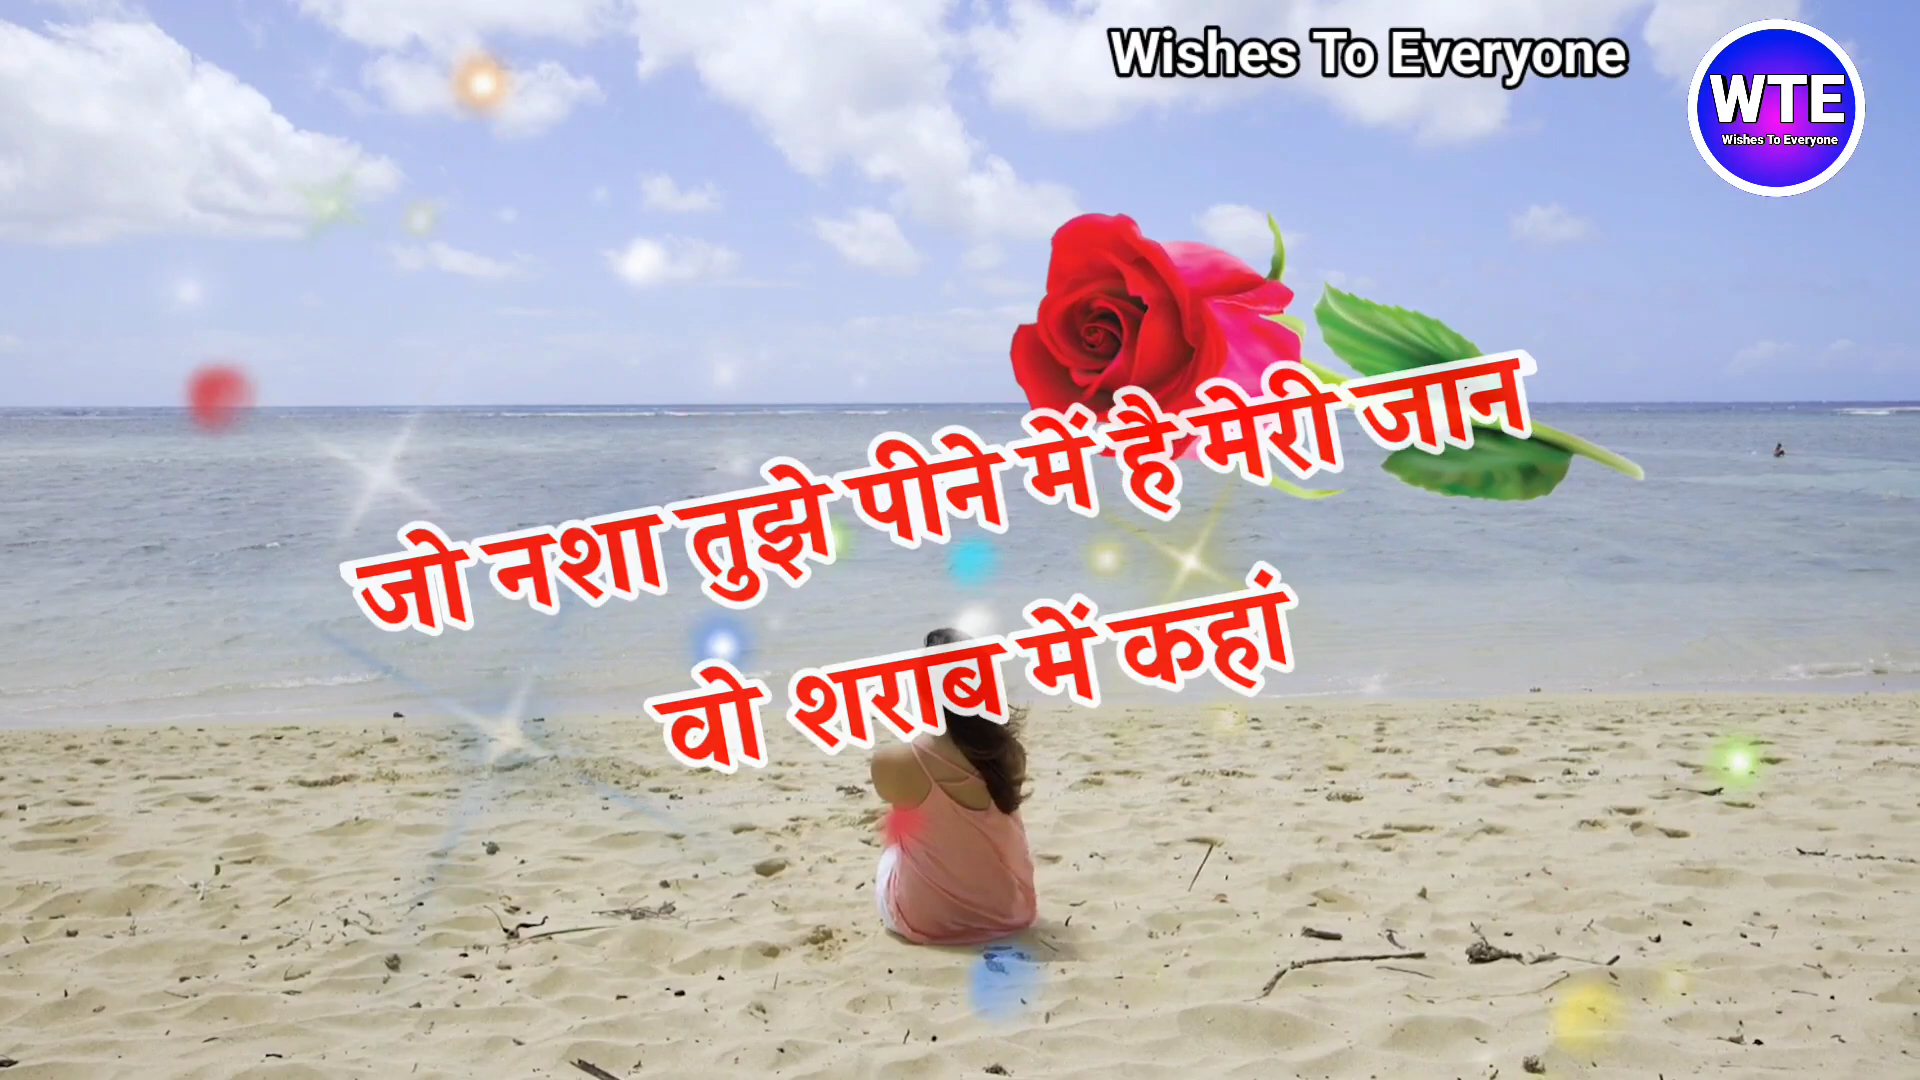 Wishes To Everyone
WTE
Wishes To Everyone
जो नशा तुझे पीने में है मेरी जान
वो शराब में कहां